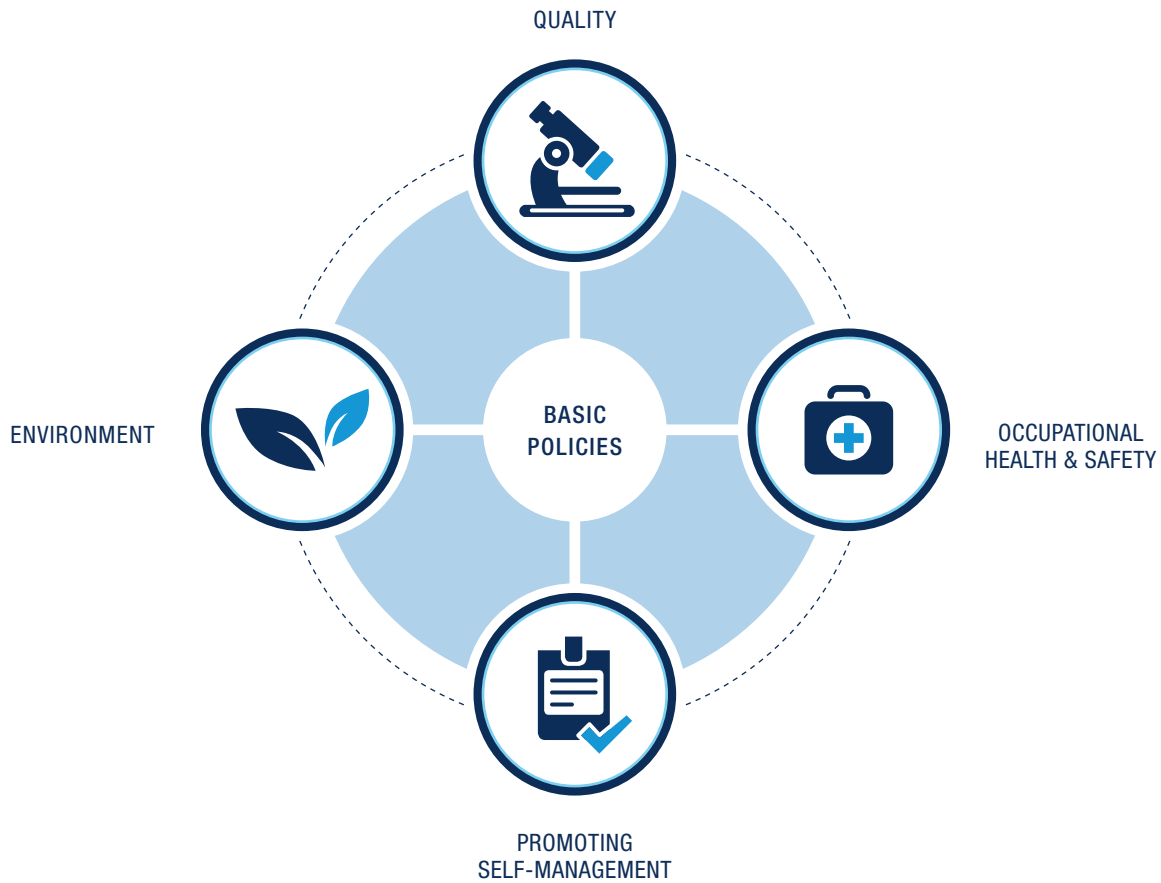 QUALITY
ENVIRONMENT
BASIC
POLICIES
OCCUPATIONAL
HEALTH & SAFETY
PROMOTING
SELF-MANAGEMENT